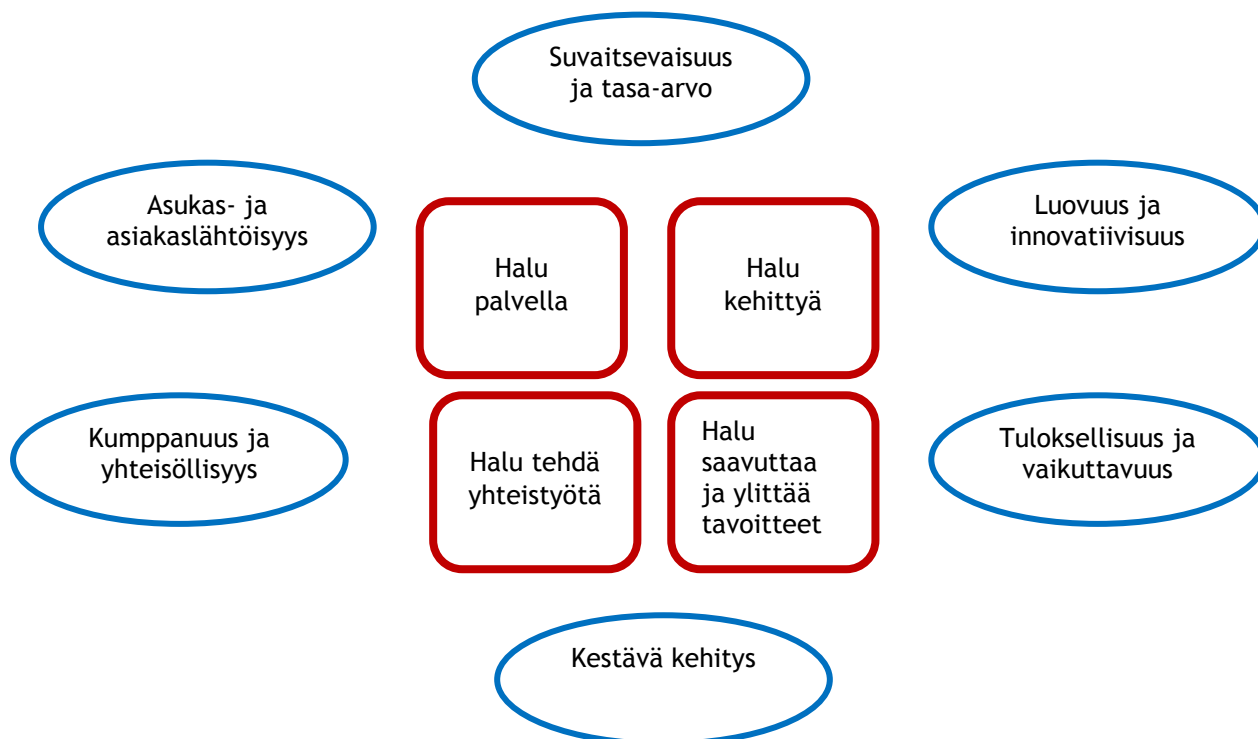 Suvaitsevaisuus
ja tasa-arvo
Asukas- ja
asiakaslähtöisyys
Luovuus ja
innovatiivisuus
Halu
palvella
Halu
kehittyä
Kumppanuus ja
yhteisöllisyys
Halu tehdä
yhteistyötä
Halu
saavuttaa
ja ylittää
tavoitteet
Tuloksellisuus ja
vaikuttavuus
Kestävä kehitys